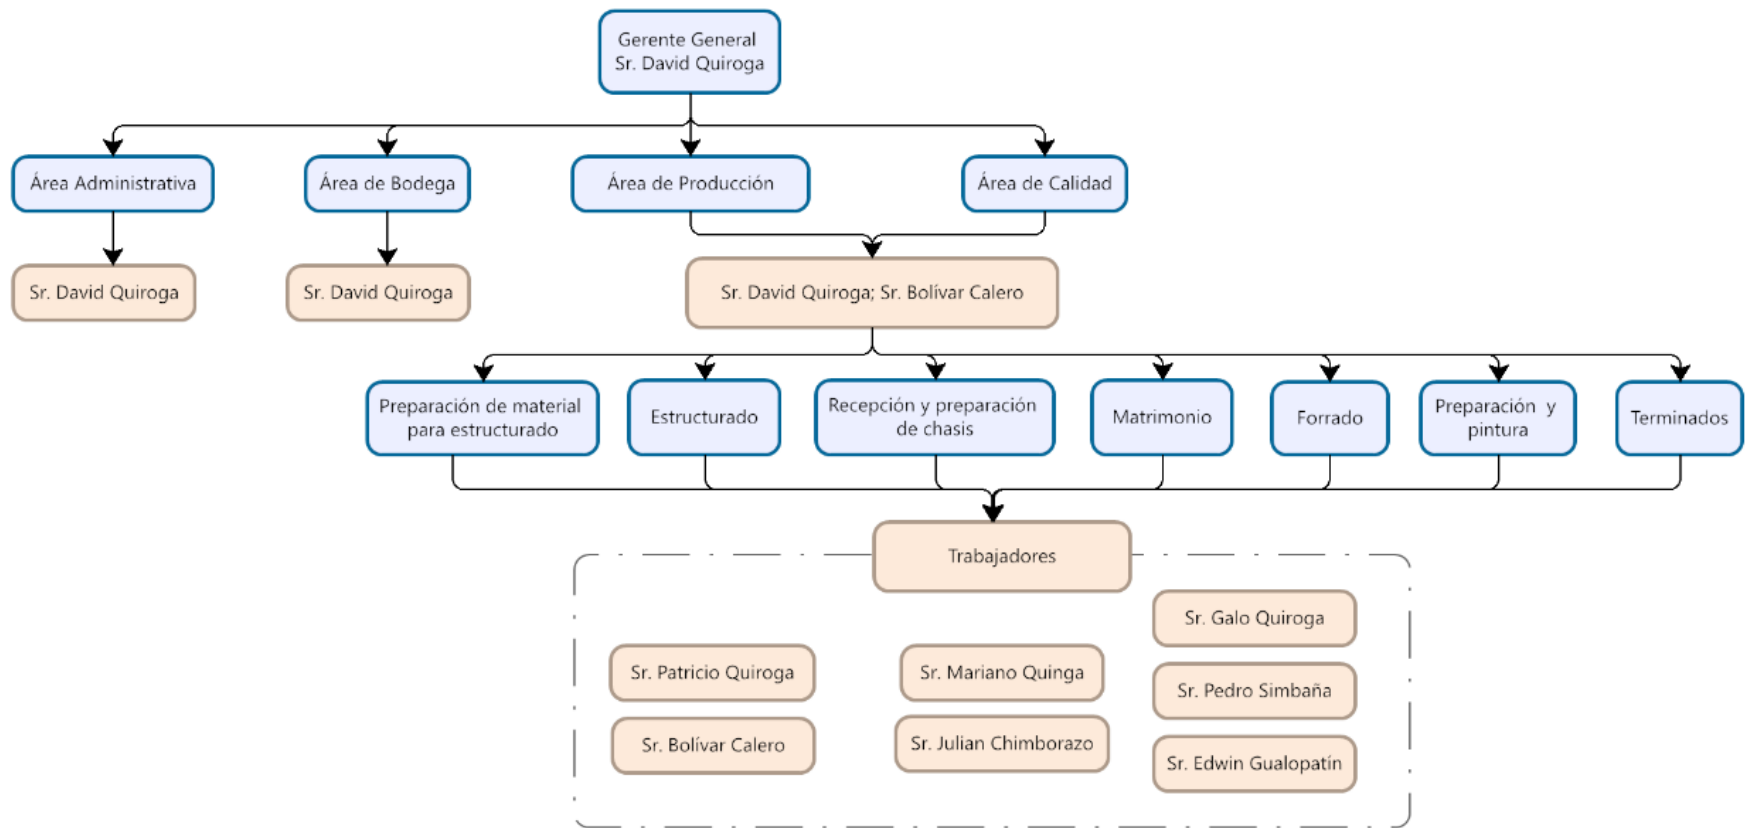 Gerente General
Sr. David Quiroga
Área Administrativa
Área de Bodega
Área de Producción
Área de Calidad
Sr. David Quiroga
Sr. David Quiroga
Sr. David Quiroga; Sr. Bolívar Calero
Preparación de material
para estructurado
Estructurado
Recepción y preparación
de chasis
Matrimonio
Forrado
Preparación y
pintura
Terminados
Trabajadores
Sr. Patricio Quiroga
Sr. Bolívar Calero
Sr. Mariano Quinga
Sr. Julian Chimborazo
Sr. Galo Quiroga
Sr. Pedro Simbaña
Sr. Edwin Gualopatín